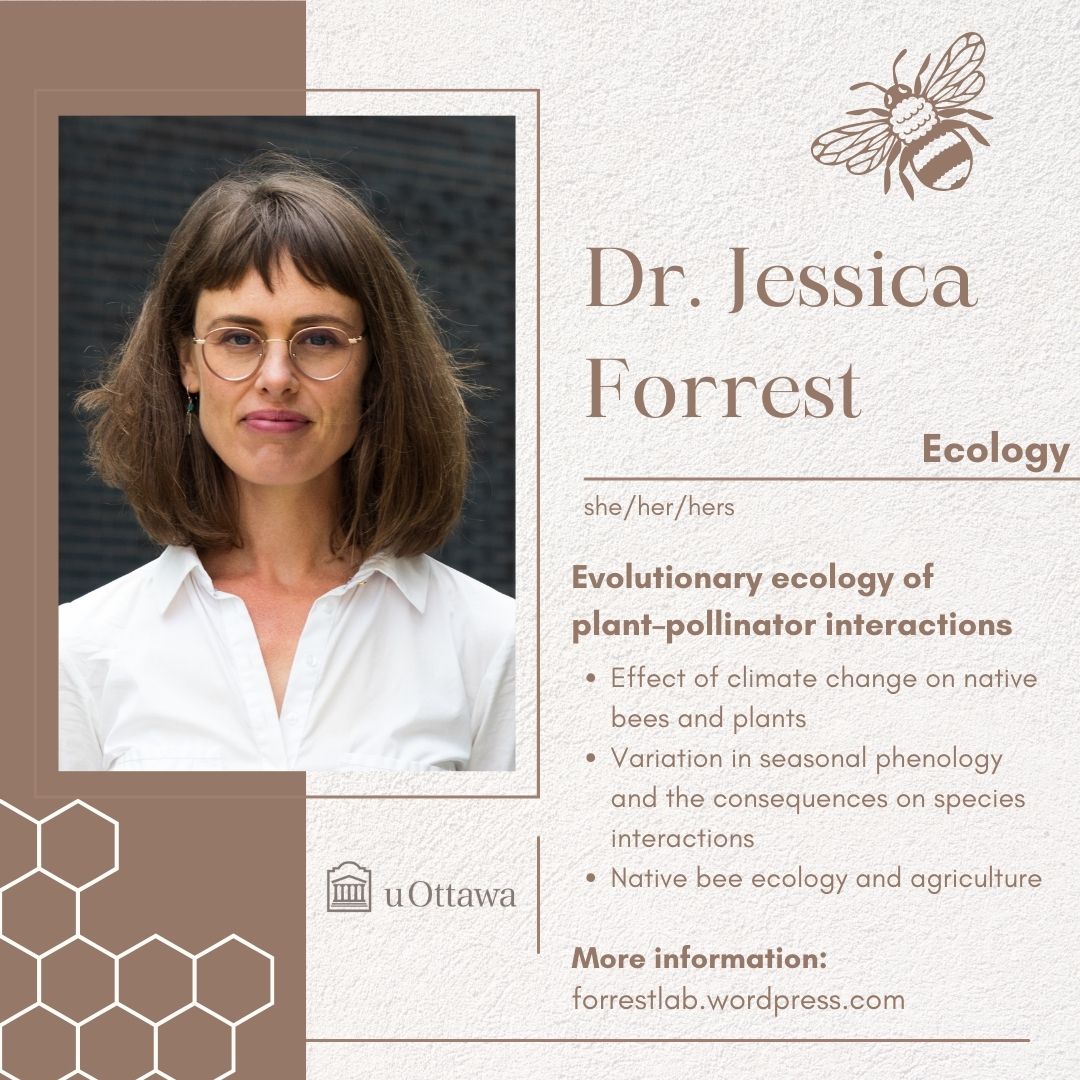 Dr. Jessica
Forrest
Ecology
she/her/hers
Evolutionary ecology of
plant-pollinator interactions
• Effect of climate change on native
bees and plants
• Variation in seasonal phenology
and the consequences on species
interactions
• Native bee ecology and agriculture
uOttawa
More information:
forrestlab.wordpress.com